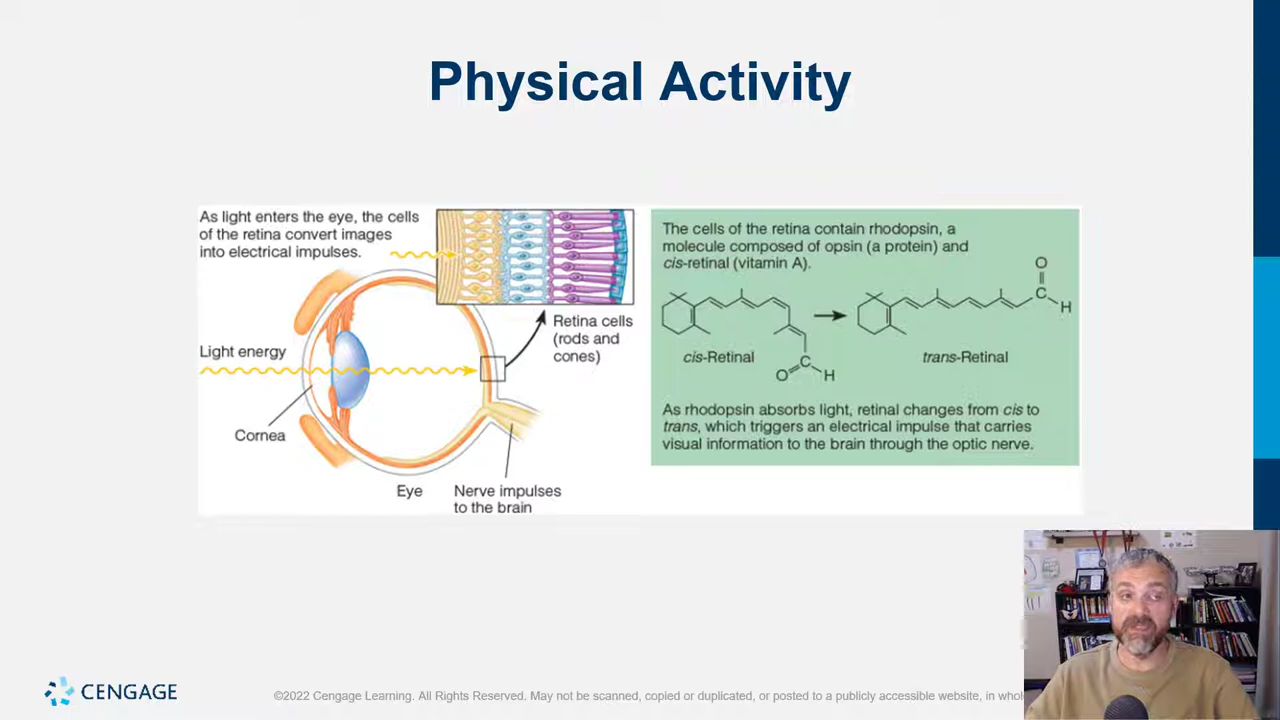 Physical Activity
As light enters the eye, the cells
of the retina convert images
into electrical impulses.
Retina cells
(rods and
cones)
Light energy
Cornea
Eye
Nerve impulses
to the brain
The cells of the retina contain rhodopsin, a
molecule composed of opsin (a protein) and
cis-retinal (vitamin A).
O
C
H
cis-Retinal
trans-Retinal
O
C
H
As rhodopsin absorbs light, retinal changes from cis to
trans, which triggers an electrical impulse that carries
visual information to the brain through the optic nerve.
CENGAGE
©2022 Cengage Learning. All Rights Reserved. May not be scanned, copied or duplicated, or posted to a publicly accessible website, in